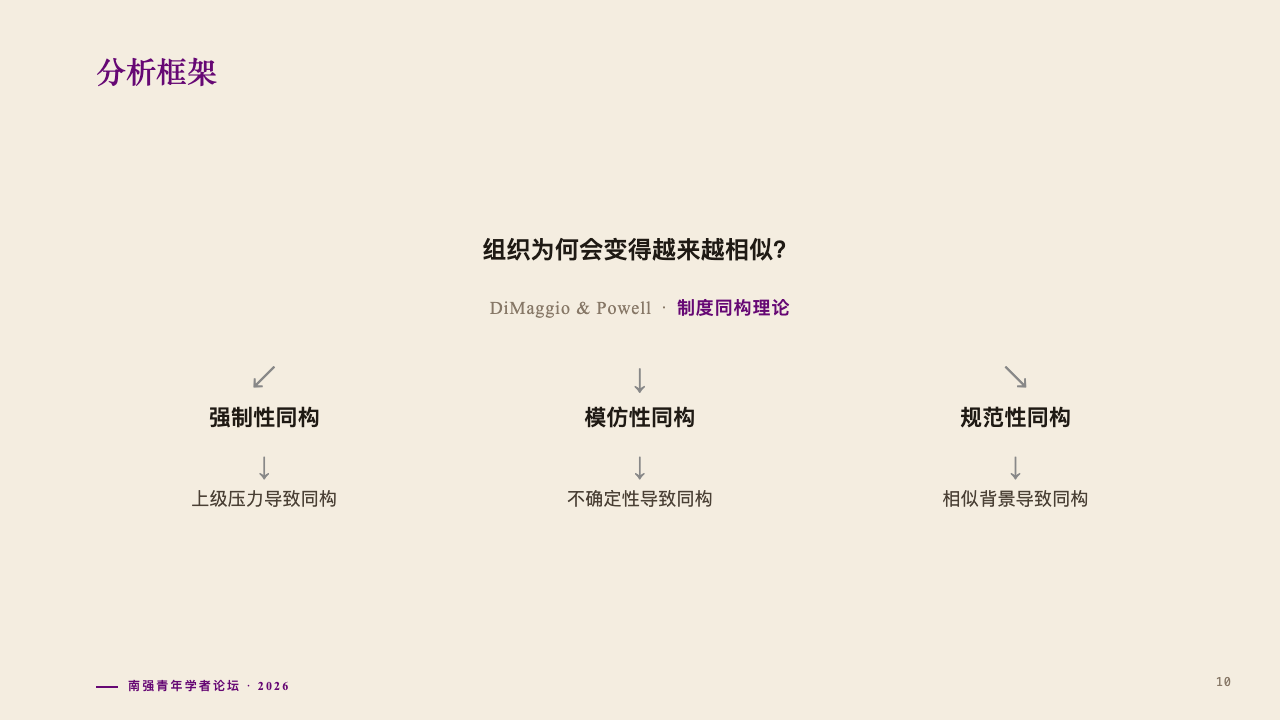 分析框架
组织为何会变得越来越相似?
DiMaggio & Powell · 制度同构理论
↙ ↓ ↘
强制性同构 模仿性同构 规范性同构
↓ ↓ ↓
上级压力导致同构 不确定性导致同构 相似背景导致同构
南强青年学者论坛 · 2026
10